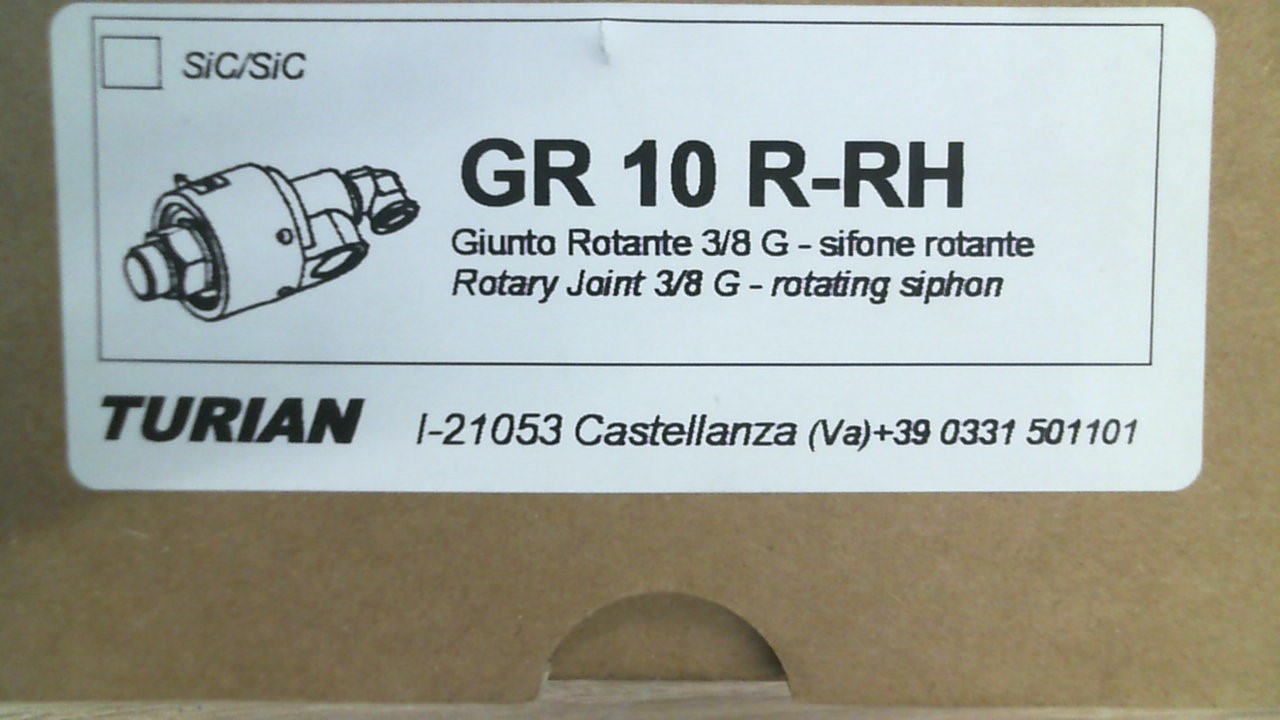 SiC/SiC
GR 10 R-RH
Giunto Rotante 3/8 G - sifone rotante
Rotary Joint 3/8 G - rotating siphon
TURIAN I-21053 Castellanza (Va)+39 0331 501101